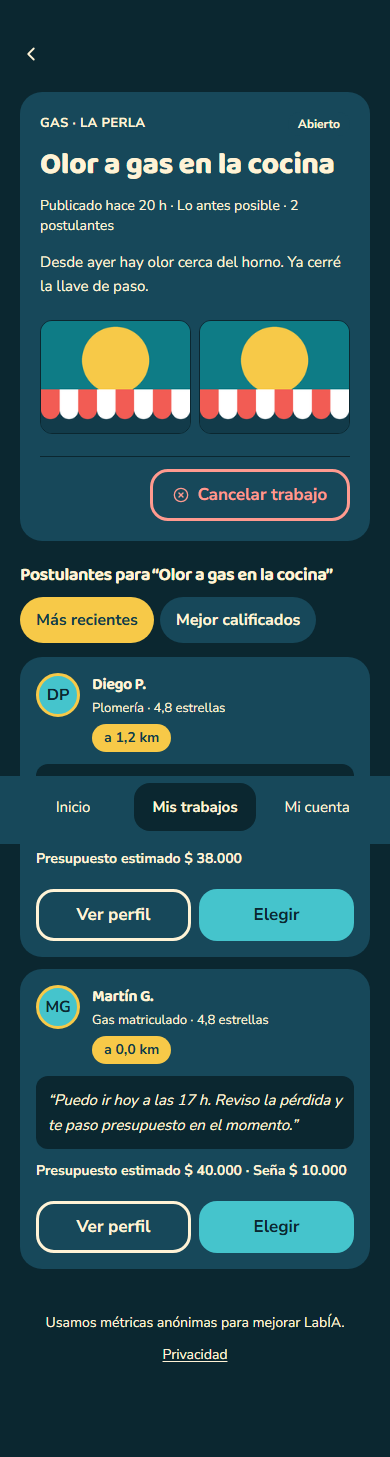 GAS · LA PERLA
Abierto
Olor a gas en la cocina
Publicado hace 20 h · Lo antes posible · 2
postulantes
Desde ayer hay olor cerca del horno. Ya cerré
la llave de paso.
Cancelar trabajo
Postulantes para “Olor a gas en la cocina”
Más recientes
Mejor calificados
DP
Diego P.
Plomería · 4,8 estrellas
a 1,2 km
Inicio
Mis trabajos
Mi cuenta
Presupuesto estimado $ 38.000
Ver perfil
Elegir
MG
Martín G.
Gas matriculado · 4,8 estrellas
a 0,0 km
“Puedo ir hoy a las 17 h. Reviso la pérdida y
te paso presupuesto en el momento.”
Presupuesto estimado $ 40.000 · Seña $ 10.000
Ver perfil
Elegir
Usamos métricas anónimas para mejorar LabÍA.
Privacidad